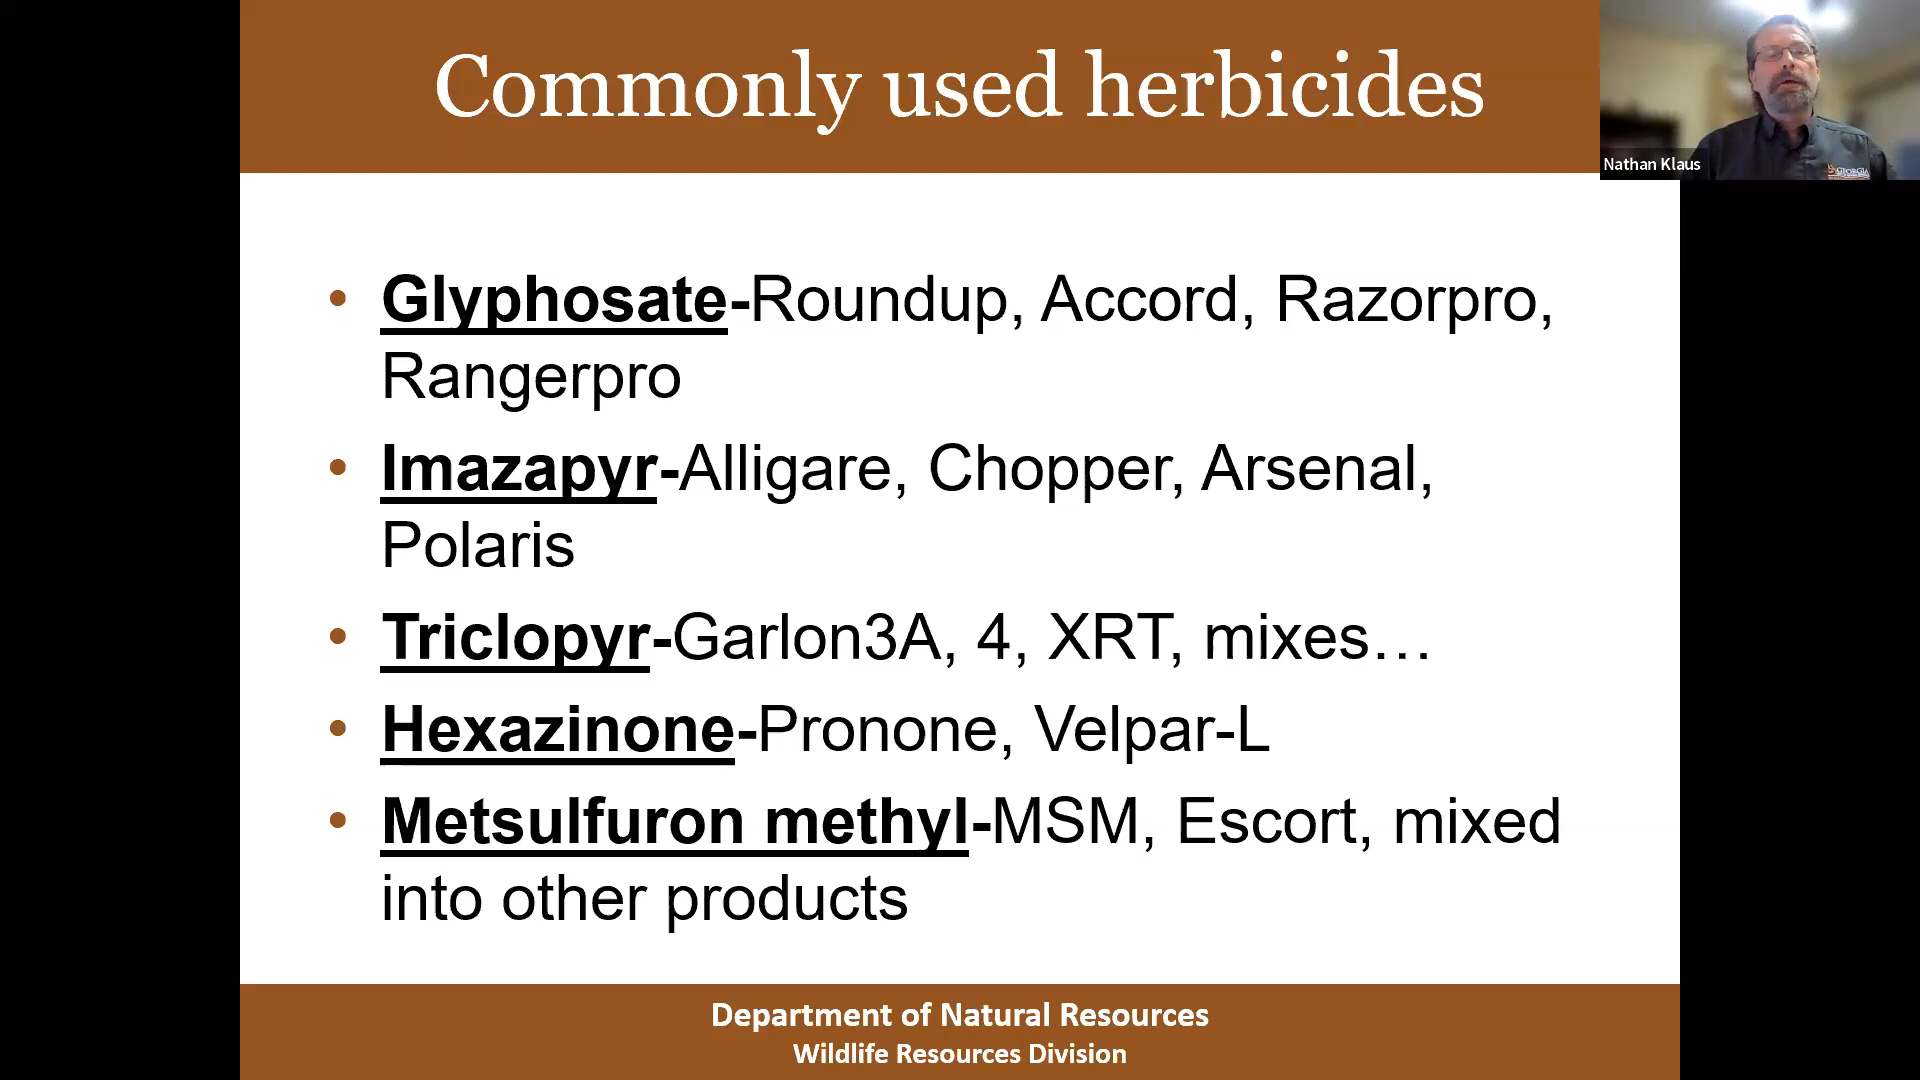 Commonly used herbicides
Nathan Klaus
GEORGIA
• Glyphosate-Roundup, Accord, Razorpro,
Rangerpro
• Imazapyr-Alligare, Chopper, Arsenal,
Polaris
• Triclopyr-Garlon3A, 4, XRT, mixes…
• Hexazinone-Pronone, Velpar-L
• Metsulfuron methyl-MSM, Escort, mixed
into other products
Department of Natural Resources
Wildlife Resources Division